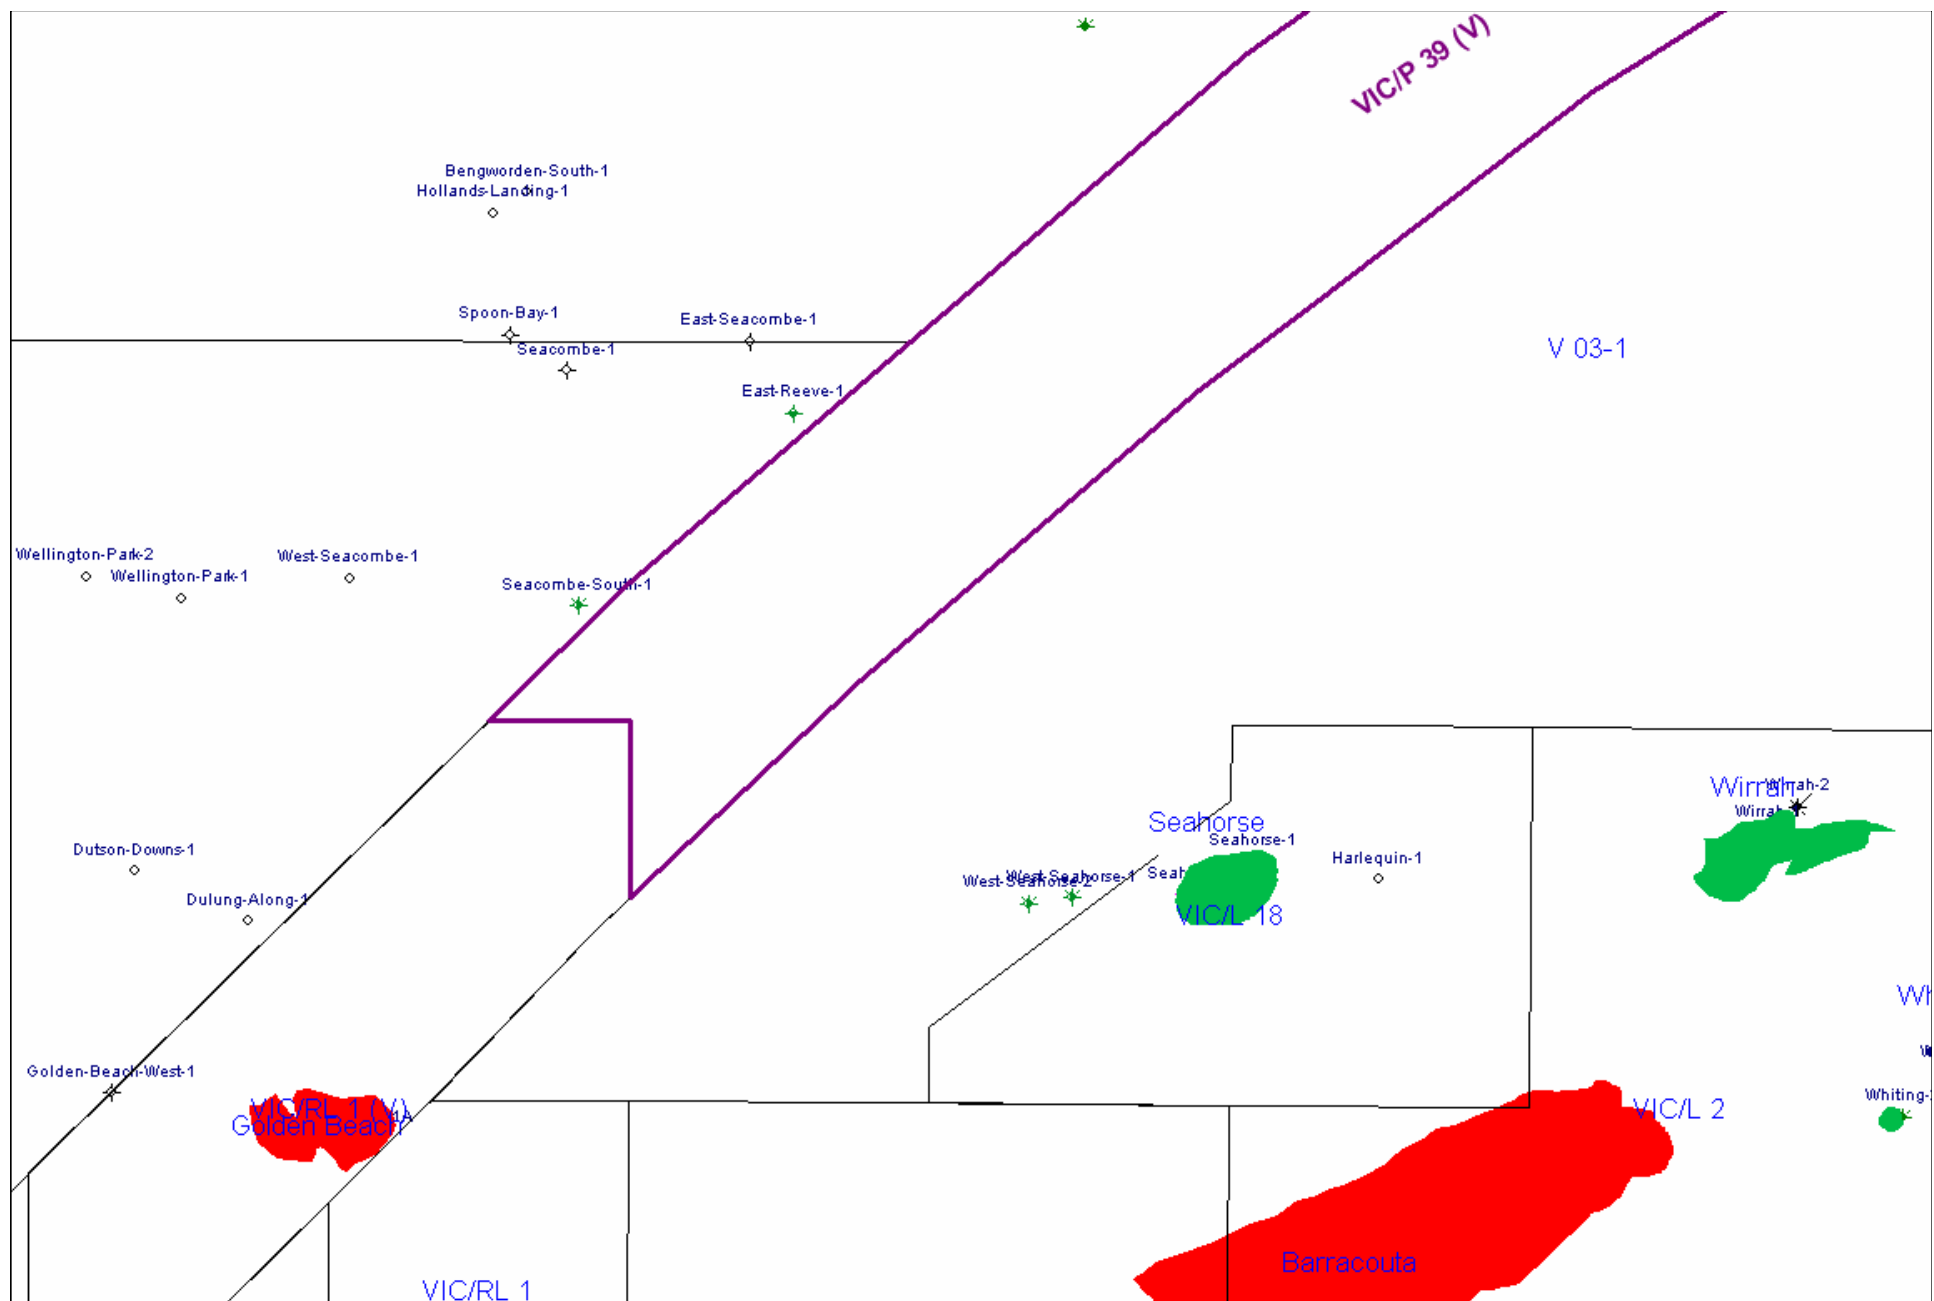 VIC/P 39 (V)
Bengworden-South-1
Hollands-Landing-1
Spoon-Bay-1
East-Seacombe-1
Seacombe-1
V 03-1
East-Reeve-1
Wellington-Park-2
West-Seacombe-1
Wellington-Park-1
Seacombe-South-1
Wirrah
Wirrah-2
Seahorse
Seahorse-1
Dutson-Downs-1
Harlequin-1
West-Seahorse-1
West-Seahorse-2
Dulung-Along-1
VIC/L 18
Golden-Beach-West-1
Whiting-
VIC/RL 1 (V)
VIC/L 2
Golden Beach
1A
Barracouta
VIC/RL 1